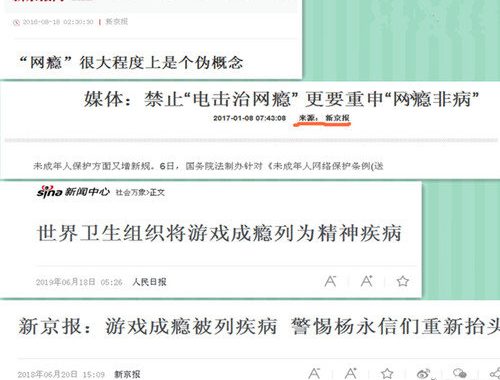 2016-08-18 02:30:30 | 新京报
“网瘾”很大程度上是个伪概念
媒体：禁止“电击治网瘾” 更要重申“网瘾非病”
2017-01-08 07:43:08 来源：新京报
未成年人保护方面又增新规。6日，国务院法制办针对《未成年人网络保护条例(送
sina 新闻中心 社会万象>正文
世界卫生组织将游戏成瘾列为精神疾病
2019年06月18日 05:26 人民日报
新京报：游戏成瘾被列疾病 警惕杨永信们重新抬头
2018年06月20日 15:09 新京报